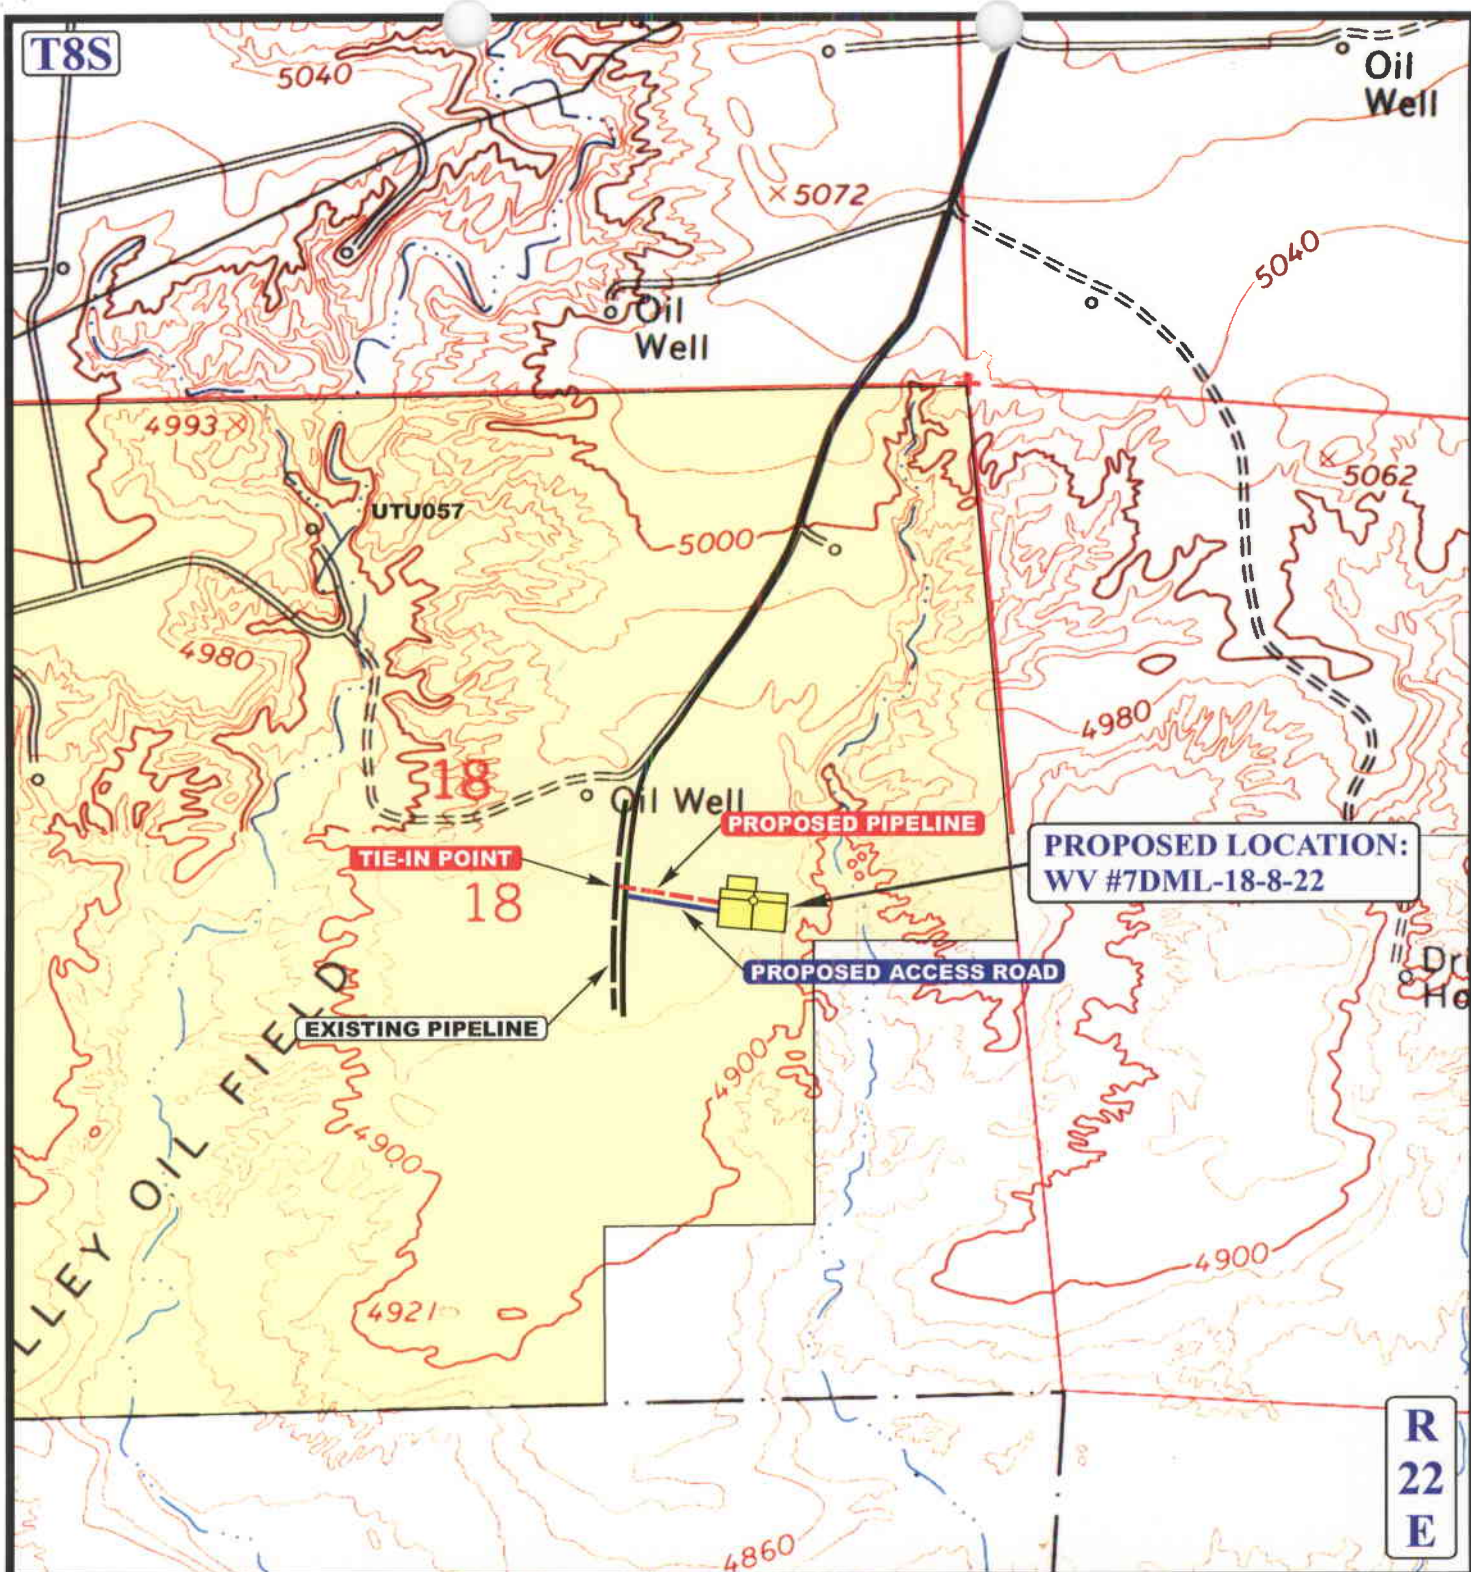 T8S
5040
Oil
Well
5072
5040
Oil
Well
4993
5062
UTU057
5000
4980
4980
18
Oil Well
PROPOSED PIPELINE
PROPOSED LOCATION:
WV #7DML-18-8-22
TIE-IN POINT
18
PROPOSED ACCESS ROAD
EXISTING PIPELINE
LLEY OIL FIELD
4900
4900
4900
4921
R
22
E
4860